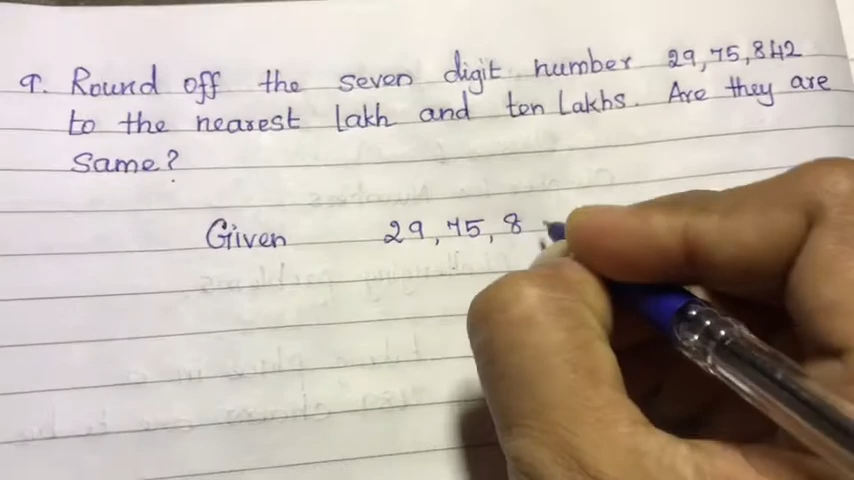 9. Round off the seven digit number 29,75,842
to the nearest lakh and ten Lakhs. Are they are
Same?
Given 29,75,8